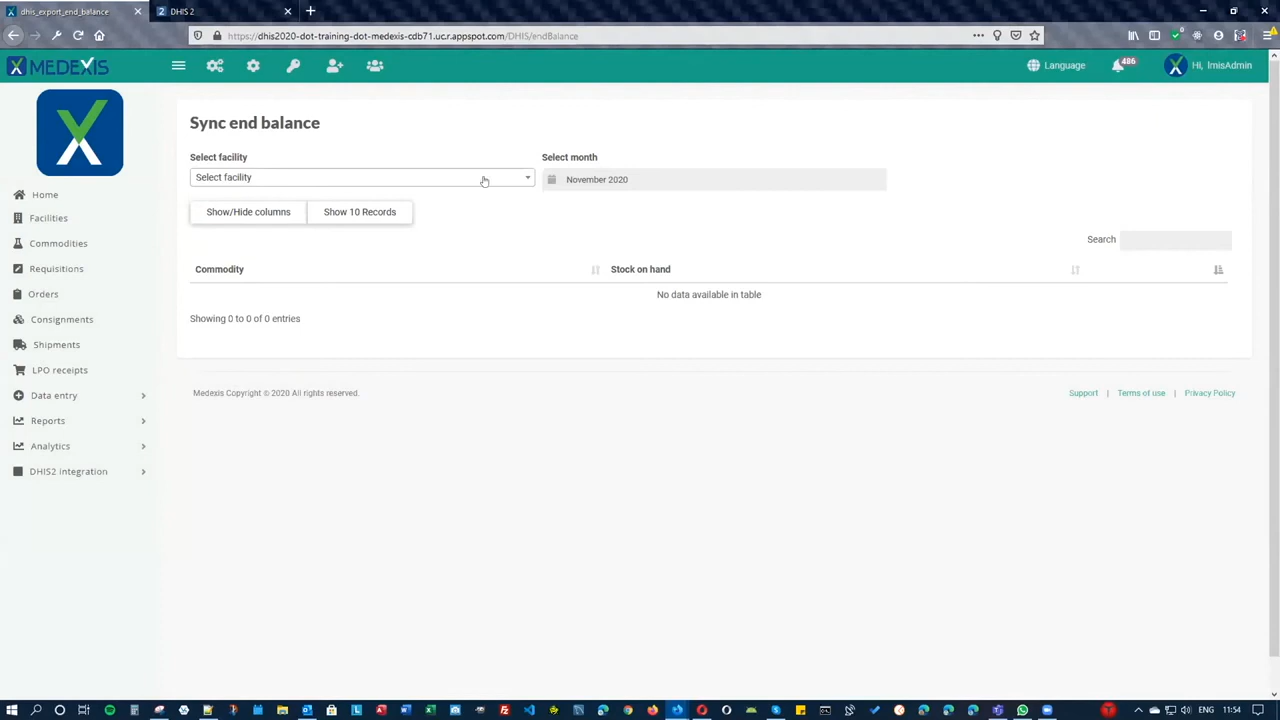 dhis_export_end_balance
DHIS 2
https://dhis2020-dot-training-dot-medexis-cdb71.uc.r.appspot.com/DHIS/endBalance
MEDEXIS
Language
486
Hi, lmisAdmin
Home
Facilities
Commodities
Requisitions
Orders
Consignments
Shipments
LPO receipts
Data entry
Reports
Analytics
DHIS2 integration
Sync end balance
Select facility
Select month
Select facility
November 2020
Show/Hide columns
Show 10 Records
Search
Commodity
Stock on hand
No data available in table
Showing 0 to 0 of 0 entries
Medexis Copyright © 2020 All rights reserved.
Support | Terms of use | Privacy Policy
ENG
11:54